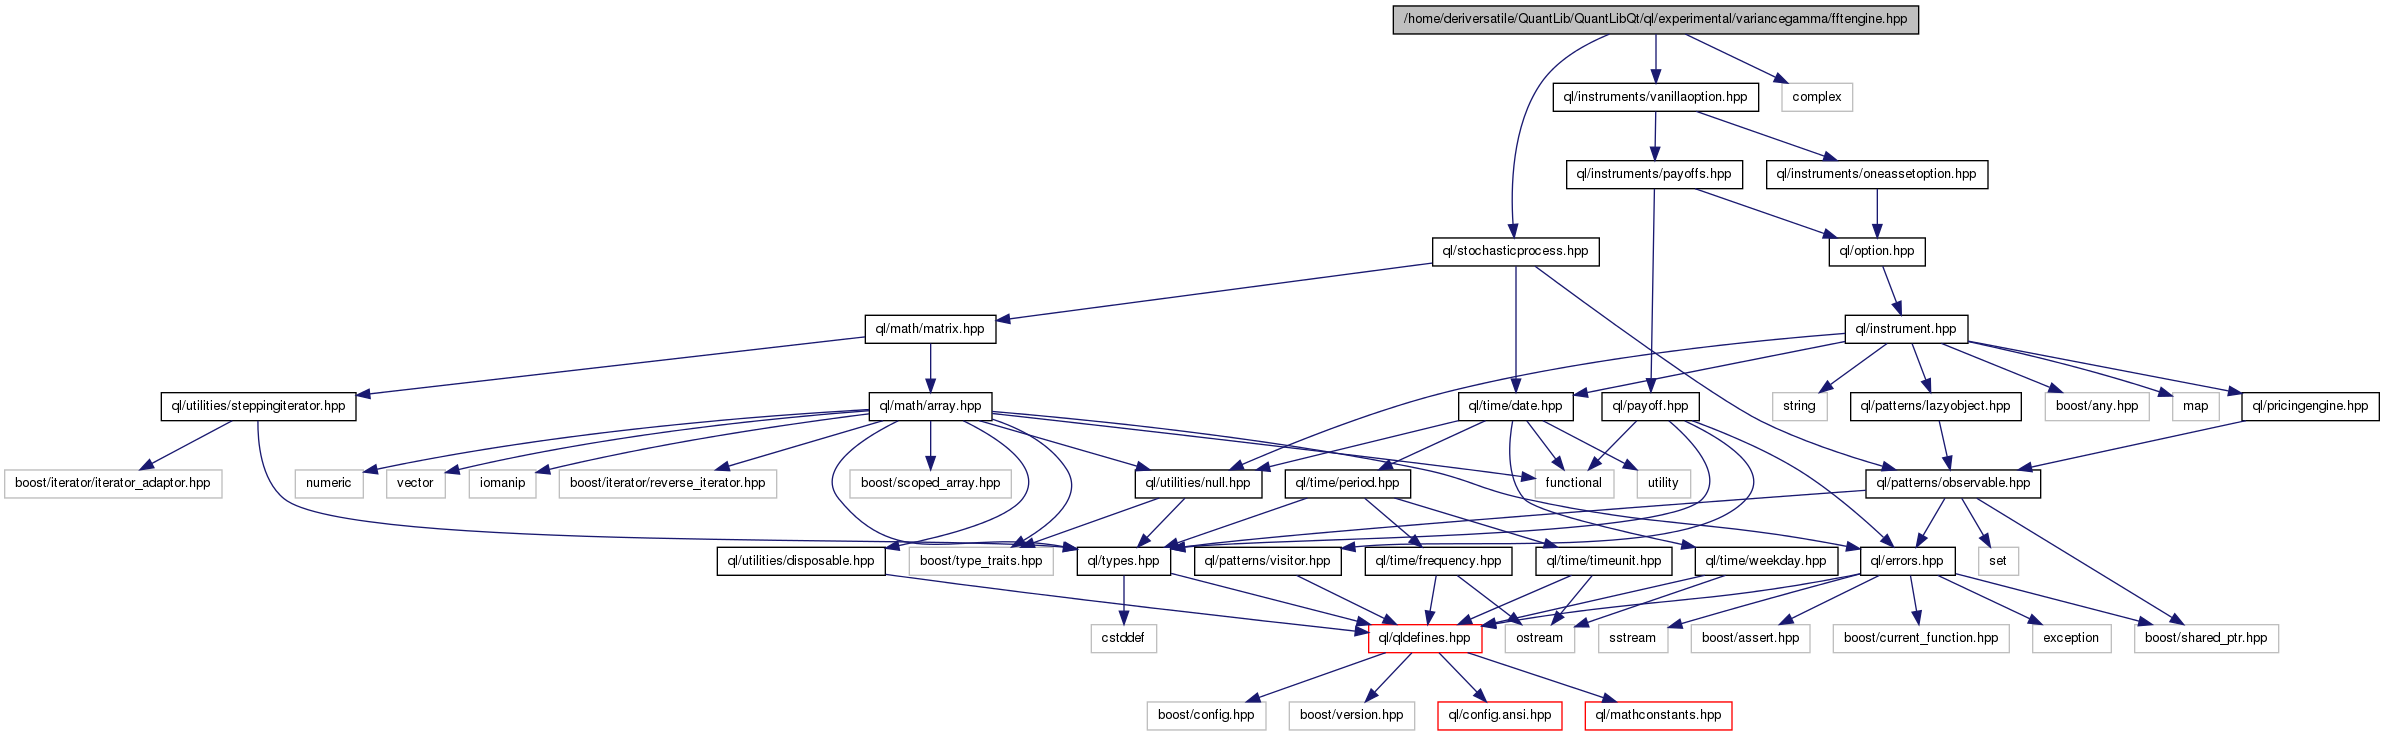 /home/deriversatile/QuantLib/QuantLibQt/ql/experimental/variancegamma/fftengine.hpp
ql/instruments/vanillaoption.hpp
complex
ql/instruments/payoffs.hpp
ql/instruments/oneassetoption.hpp
ql/stochasticprocess.hpp
ql/option.hpp
ql/math/matrix.hpp
ql/instrument.hpp
ql/utilities/steppingiterator.hpp
ql/math/array.hpp
ql/time/date.hpp
ql/payoff.hpp
string
ql/patterns/lazyobject.hpp
boost/any.hpp
map
ql/pricingengine.hpp
boost/iterator/iterator_adaptor.hpp
numeric
vector
iomanip
boost/iterator/reverse_iterator.hpp
boost/scoped_array.hpp
ql/utilities/null.hpp
ql/time/period.hpp
functional
utility
ql/patterns/observable.hpp
ql/utilities/disposable.hpp
boost/type_traits.hpp
ql/types.hpp
ql/patterns/visitor.hpp
ql/time/frequency.hpp
ql/time/timeunit.hpp
ql/time/weekday.hpp
ql/errors.hpp
set
cstddef
ql/qldefines.hpp
ostream
sstream
boost/assert.hpp
boost/current_function.hpp
exception
boost/shared_ptr.hpp
boost/config.hpp
boost/version.hpp
ql/config.ansi.hpp
ql/mathconstants.hpp